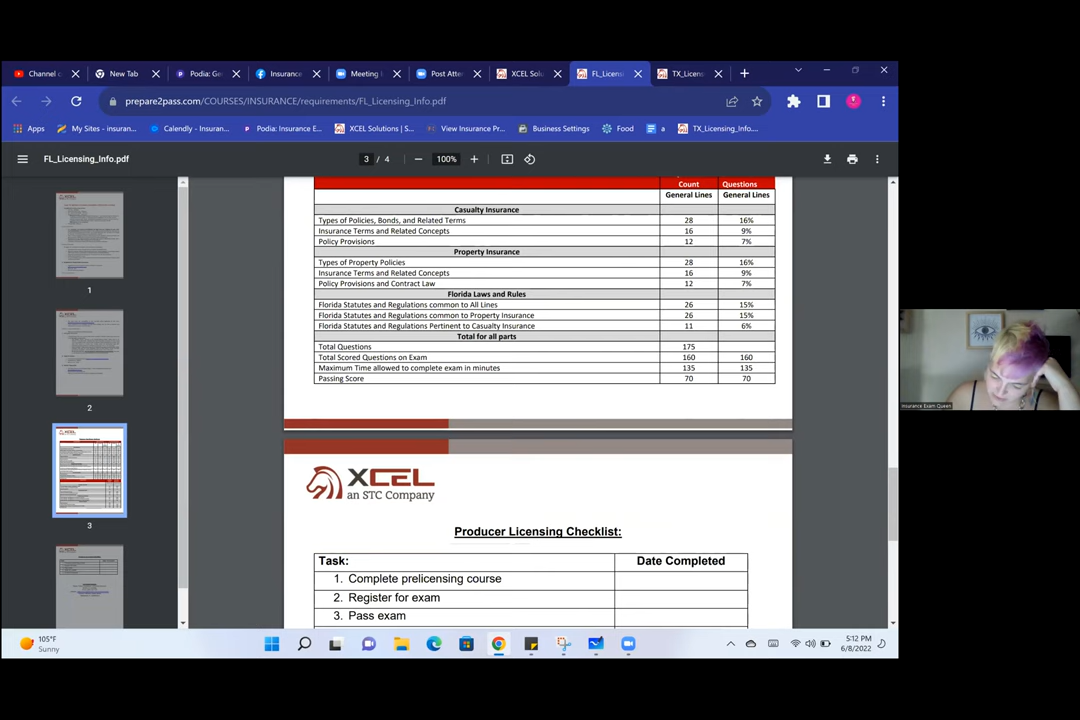 Channel c
New Tab
Podia: Ge
Insurance
Meeting
Post Atte
XCEL Solu
FL_Licensi
TX_Licens
prepare2pass.com/COURSES/INSURANCE/requirements/FL_Licensing_Info.pdf
Apps
My Sites - insuran...
Calendly - Insuran...
Podia: Insurance E...
XCEL Solutions | S...
View Insurance Pr...
Business Settings
Food
a
TX_Licensing_Info....
FL_Licensing_Info.pdf
3 / 4
100%
Count Questions
General Lines General Lines
Casualty Insurance
Types of Policies, Bonds, and Related Terms 28 16%
Insurance Terms and Related Concepts 16 9%
Policy Provisions 12 7%
Property Insurance
Types of Property Policies 28 16%
Insurance Terms and Related Concepts 16 9%
Policy Provisions and Contract Law 12 7%
Florida Laws and Rules
Florida Statutes and Regulations common to All Lines 26 15%
Florida Statutes and Regulations common to Property Insurance 26 15%
Florida Statutes and Regulations Pertinent to Casualty Insurance 11 6%
Total for all parts
Total Questions 175
Total Scored Questions on Exam 160 160
Maximum Time allowed to complete exam in minutes 135 135
Passing Score 70 70
XCEL
an STC Company
Producer Licensing Checklist:
Task: Date Completed
1. Complete prelicensing course
2. Register for exam
3. Pass exam
1
2
3
Insurance Exam Queen
105°F
Sunny
5:12 PM
6/8/2022